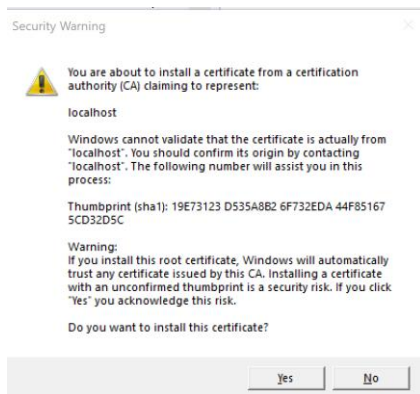 Security Warning
You are about to install a certificate from a certification
authority (CA) claiming to represent:
localhost
Windows cannot validate that the certificate is actually from
"localhost". You should confirm its origin by contacting
"localhost". The following number will assist you in this
process:
Thumbprint (sha1): 19E73123 D535A8B2 6F732EDA 44F85167
5CD32D5C
Warning:
If you install this root certificate, Windows will automatically
trust any certificate issued by this CA. Installing a certificate
with an unconfirmed thumbprint is a security risk. If you click
"Yes" you acknowledge this risk.
Do you want to install this certificate?
Yes No